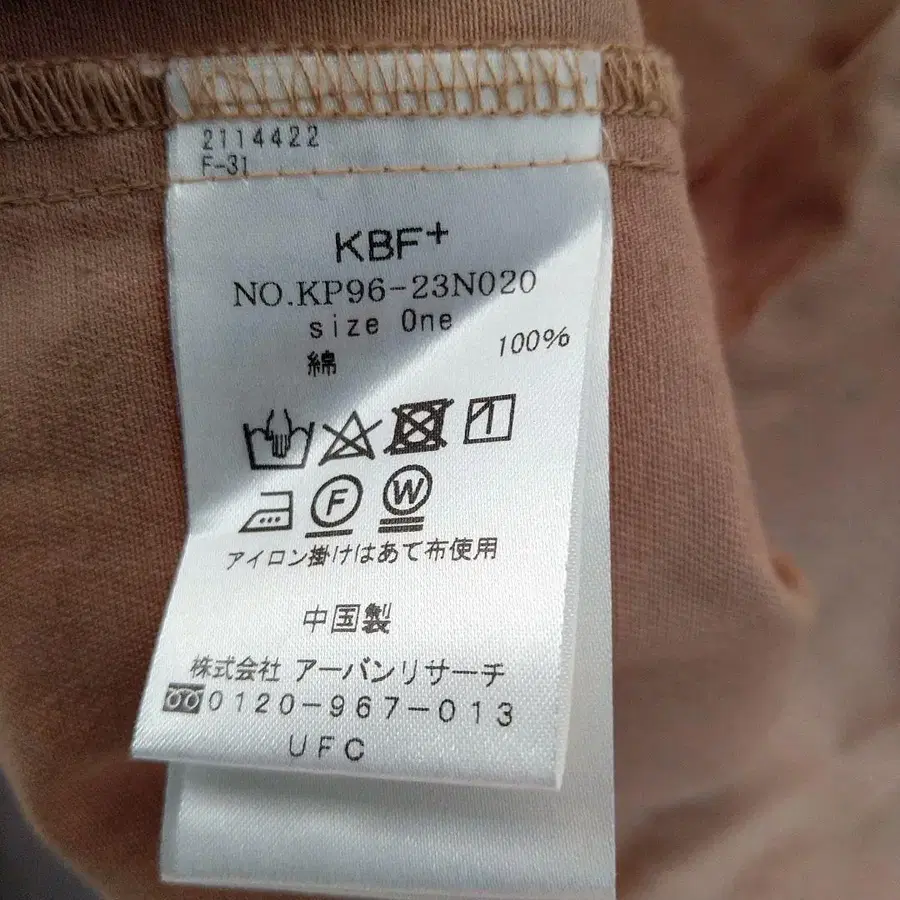 2114422
F-31
KBF+
NO.KP96-23N020
size One
綿 100%
F W
アイロン掛けはあて布使用
中国製
株式会社 アーバンリサーチ
0120-967-013
UFC